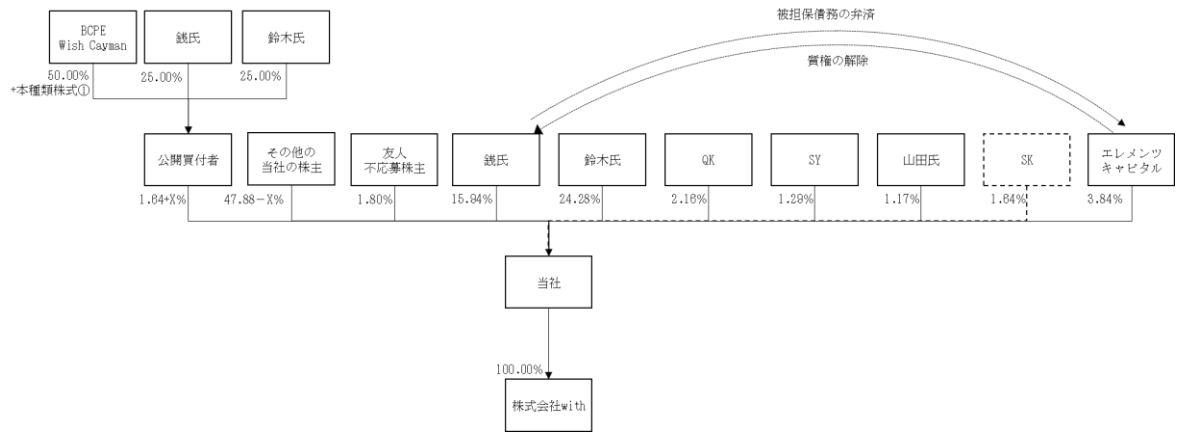 被担保債務の弁済
質権の解除
BCPE
Wish Cayman
銭氏
鈴木氏
50.00%
+本種類株式①
25.00%
25.00%
公開買付者
その他の
当社の株主
友人
不応募株主
銭氏
鈴木氏
QK
SY
山田氏
SK
エレメンツ
キャピタル
1.64+X%
47.88-X%
1.80%
15.94%
24.28%
2.16%
1.29%
1.17%
1.64%
3.84%
当社
100.00%
株式会社with